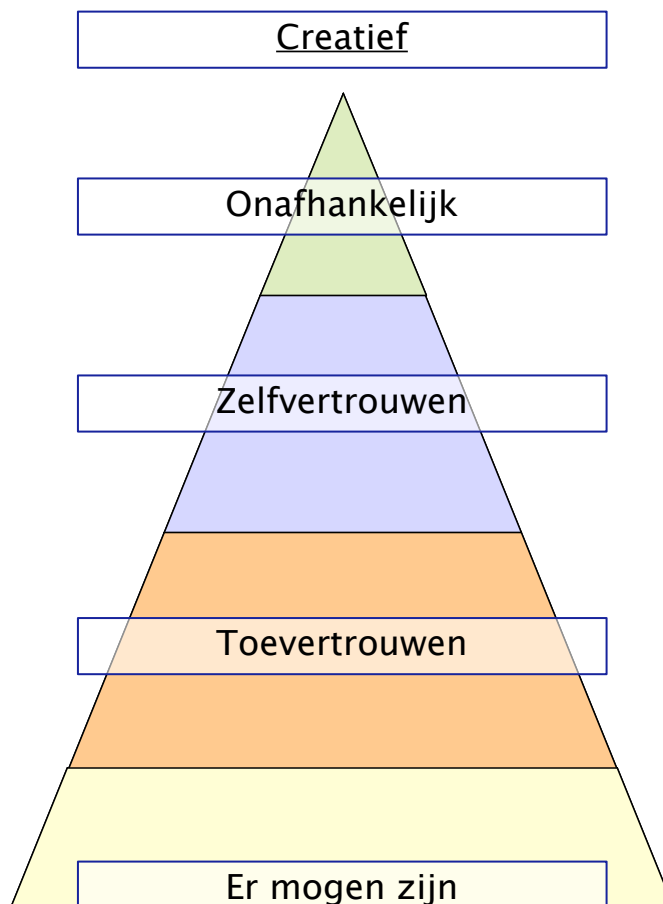 Creatief
Onafhankelijk
Zelfvertrouwen
Toevertrouwen
Er mogen zijn